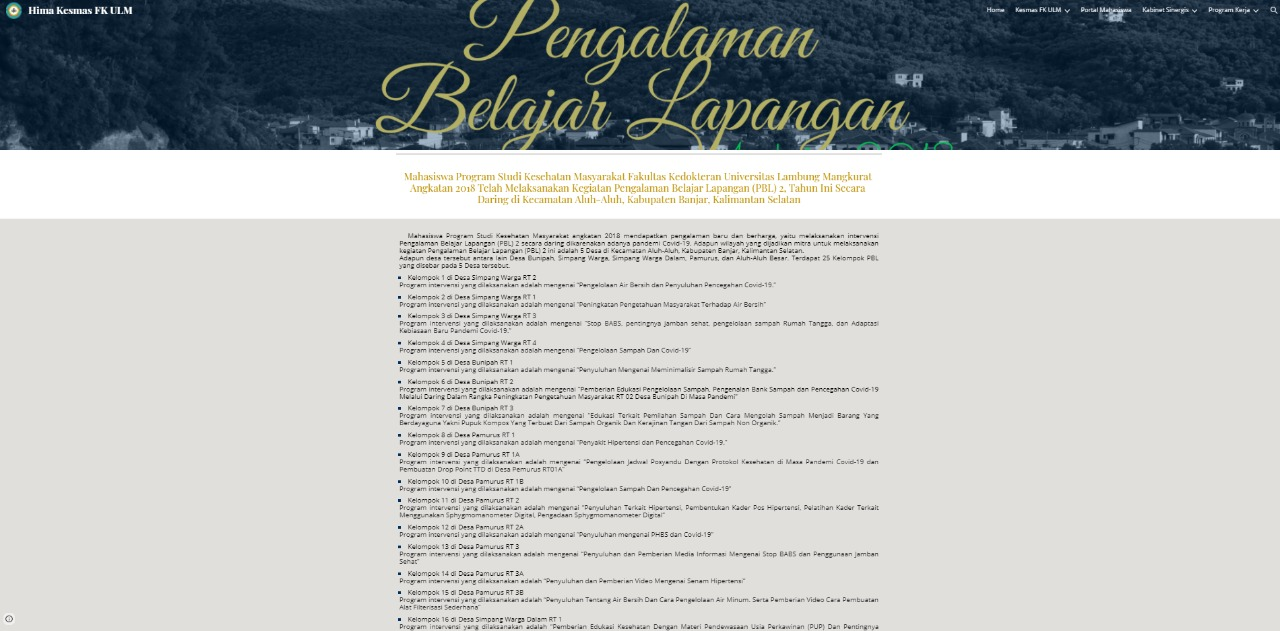 Hima Kesmas FK ULM
Home Kesmas FK ULM Portal Mahasiswa Kabinet Sinergis Program Kerja
Pengalaman
Belajar Lapangan
Mahasiswa Program Studi Kesehatan Masyarakat Fakultas Kedokteran Universitas Lambung Mangkurat
Angkatan 2018 Telah Melaksanakan Kegiatan Pengalaman Belajar Lapangan (PBL) 2, Tahun Ini Secara
Daring di Kecamatan Aluh-Aluh, Kabupaten Banjar, Kalimantan Selatan
Mahasiswa Program Studi Kesehatan Masyarakat angkatan 2018 mendapatkan pengalaman baru dan berharga, yaitu melaksanakan intervensi
Pengalaman Belajar Lapangan (PBL) 2 secara daring dikarenakan adanya pandemi Covid-19. Adapun wilayah yang dijadikan mitra untuk melaksanakan
kegiatan Pengalaman Belajar Lapangan (PBL) 2 ini adalah 5 Desa di Kecamatan Aluh-Aluh, Kabupaten Banjar, Kalimantan Selatan.
Adapun desa tersebut antara lain Desa Bunipah, Simpang Warga, Simpang Warga Dalam, Pamurus, dan Aluh-Aluh Besar. Terdapat 25 Kelompok PBL
yang disebar pada 5 Desa tersebut.
Kelompok 1 di Desa Simpang Warga RT 2
Program intervensi yang dilaksanakan adalah mengenai "Pengelolaan Air Bersih dan Penyuluhan Pencegahan Covid-19."
Kelompok 2 di Desa Simpang Warga RT 1
Program intervensi yang dilaksanakan adalah mengenai "Peningkatan Pengetahuan Masyarakat Terhadap Air Bersih"
Kelompok 3 di Desa Simpang Warga RT 3
Program intervensi yang dilaksanakan adalah mengenai "Stop BABS, pentingnya jamban sehat, pengelolaan sampah Rumah Tangga, dan Adaptasi
Kebiasaan Baru Pandemi Covid-19."
Kelompok 4 di Desa Simpang Warga RT 4
Program intervensi yang dilaksanakan adalah mengenai "Pengelolaan Sampah Dan Covid-19"
Kelompok 5 di Desa Bunipah RT 1
Program intervensi yang dilaksanakan adalah mengenai "Penyuluhan Mengenai Meminimalisir Sampah Rumah Tangga."
Kelompok 6 di Desa Bunipah RT 2
Program intervensi yang dilaksanakan adalah mengenai "Pemberian Edukasi Pengelolaan Sampah, Pengenalan Bank Sampah dan Pencegahan Covid-19
Melalui Daring Dalam Rangka Peningkatan Pengetahuan Masyarakat RT 02 Desa Bunipah Di Masa Pandemi"
Kelompok 7 di Desa Bunipah RT 3
Program intervensi yang dilaksanakan adalah mengenai "Edukasi Terkait Pemilahan Sampah Dan Cara Mengolah Sampah Menjadi Barang Yang
Berdayaguna Yakni Pupuk Kompos Yang Terbuat Dari Sampah Organik Dan Kerajinan Tangan Dari Sampah Non Organik."
Kelompok 8 di Desa Pamurus RT 1
Program intervensi yang dilaksanakan adalah mengenai "Penyakit Hipertensi dan Pencegahan Covid-19."
Kelompok 9 di Desa Pamurus RT 1A
Program intervensi yang dilaksanakan adalah mengenai "Pengelolaan Jadwal Posyandu Dengan Protokol Kesehatan di Masa Pandemi Covid-19 dan
Pembuatan Drop Point TTD di Desa Pemurus RT01A"
Kelompok 10 di Desa Pamurus RT 1B
Program intervensi yang dilaksanakan adalah mengenai "Pengelolaan Sampah Dan Pencegahan Covid-19"
Kelompok 11 di Desa Pamurus RT 2
Program intervensi yang dilaksanakan adalah mengenai "Penyuluhan Terkait Hipertensi, Pembentukan Kader Pos Hipertensi, Pelatihan Kader Terkait
Menggunakan Sphygmomanometer Digital, Pengadaan Sphygmomanometer Digital"
Kelompok 12 di Desa Pamurus RT 2A
Program intervensi yang dilaksanakan adalah mengenai "Penyuluhan mengenai PHBS dan Covid-19"
Kelompok 13 di Desa Pamurus RT 3
Program intervensi yang dilaksanakan adalah mengenai "Penyuluhan dan Pemberian Media Informasi Mengenai Stop BABS dan Penggunaan Jamban
Sehat"
Kelompok 14 di Desa Pamurus RT 3A
Program intervensi yang dilaksanakan adalah "Penyuluhan dan Pemberian Video Mengenai Senam Hipertensi"
Kelompok 15 di Desa Pamurus RT 3B
Program intervensi yang dilaksanakan adalah "Penyuluhan Tentang Air Bersih Dan Cara Pengelolaan Air Minum, Serta Pemberian Video Cara Pembuatan
Alat Filterisasi Sederhana"
Kelompok 16 di Desa Simpang Warga Dalam RT 1
Program intervensi yang dilaksanakan adalah "Pemberian Edukasi Kesehatan Dengan Materi Pendewasaan Usia Perkawinan (PUP) Dan Pentingnya